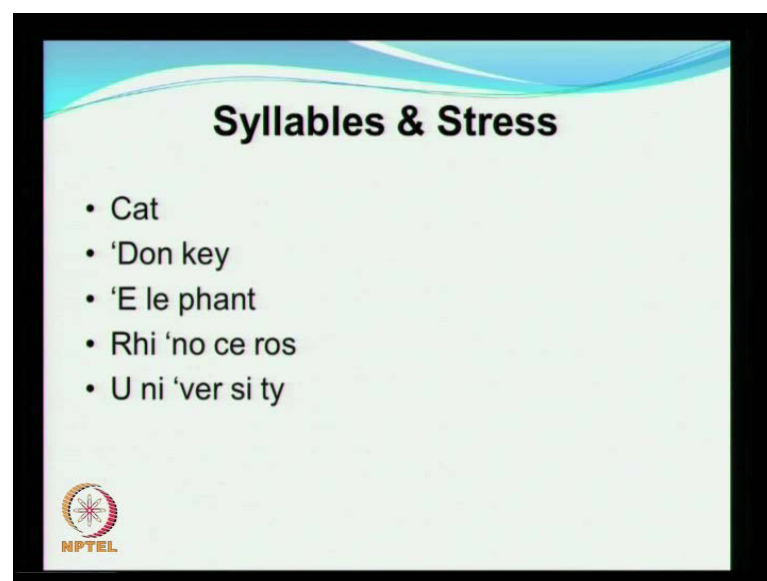 Syllables & Stress
• Cat
• ‘Don key
• ‘E le phant
• Rhi ‘no ce ros
• U ni ‘ver si ty
NPTEL